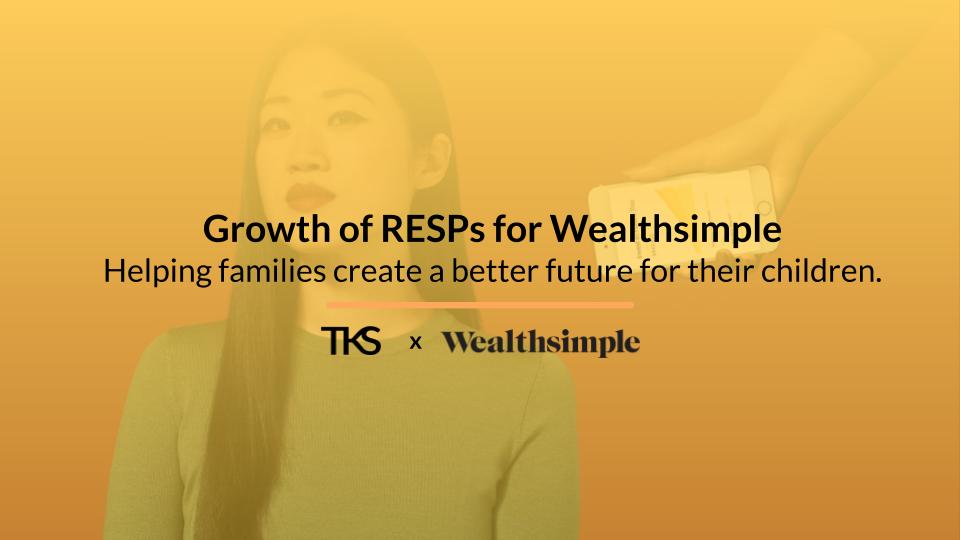 Growth of RESPs for Wealthsimple
Helping families create a better future for their children.
TKS x Wealthsimple